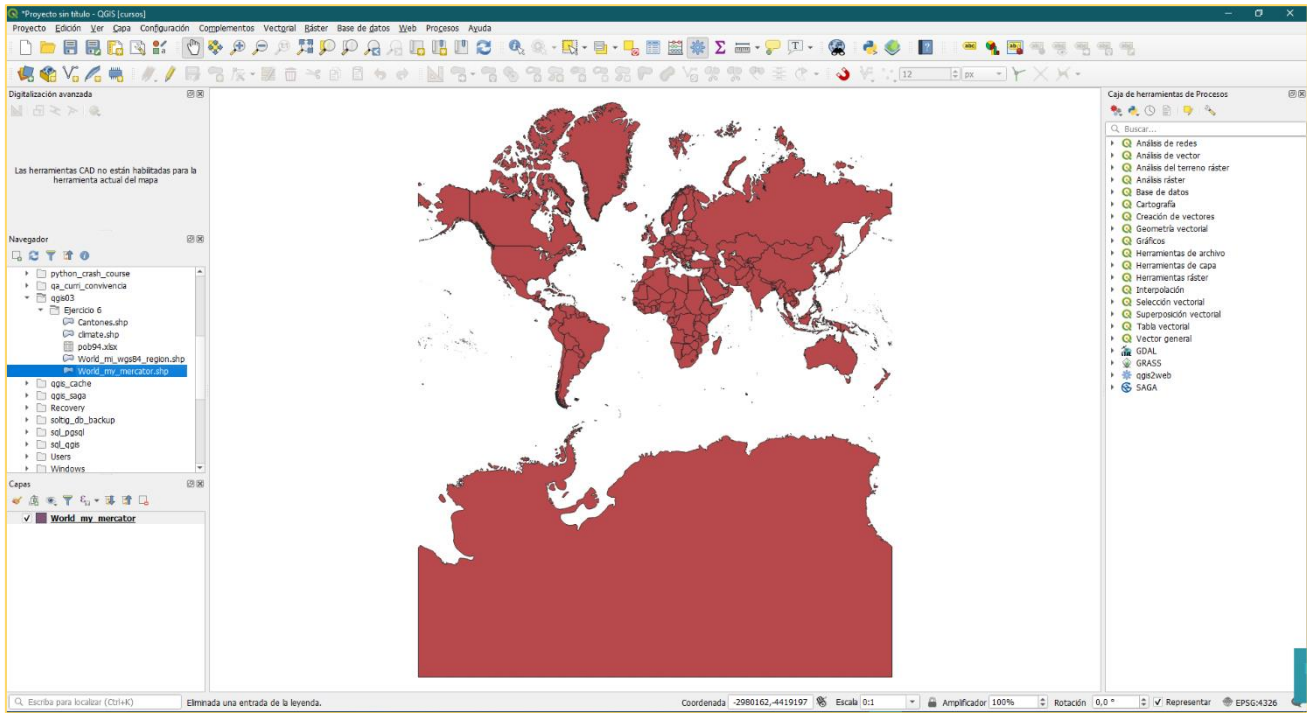 *Proyecto sin título - QGIS [cursos]
Proyecto Edición Ver Capa Configuración Complementos Vectorial Ráster Base de datos Web Procesos Ayuda
12 px
Digitalización avanzada
Las herramientas CAD no están habilitadas para la
herramienta actual del mapa
Navegador
python_crash_course
qa_curri_convivencia
qgis03
Ejercicio 6
Cantones.shp
climate.shp
pob94.xlsx
World_mi_wgs84_region.shp
World_my_mercator.shp
qgis_cache
qgis_saga
Recovery
soltig_db_backup
sql_pgsql
sql_qgis
Users
Windows
Capas
World_my_mercator
Caja de herramientas de Procesos
Buscar...
Análisis de redes
Análisis de vector
Análisis del terreno ráster
Análisis ráster
Base de datos
Cartografía
Creación de vectores
Geometría vectorial
Gráficos
Herramientas de archivo
Herramientas de capa
Herramientas ráster
Interpolación
Selección vectorial
Superposición vectorial
Tabla vectorial
Vector general
GDAL
GRASS
qgis2web
SAGA
Escriba para localizar (Ctrl+K) Eliminada una entrada de la leyenda. Coordenada -2980162,-4419197 Escala 0:1 Amplificador 100% Rotación 0,0 ° Representar EPSG:4326